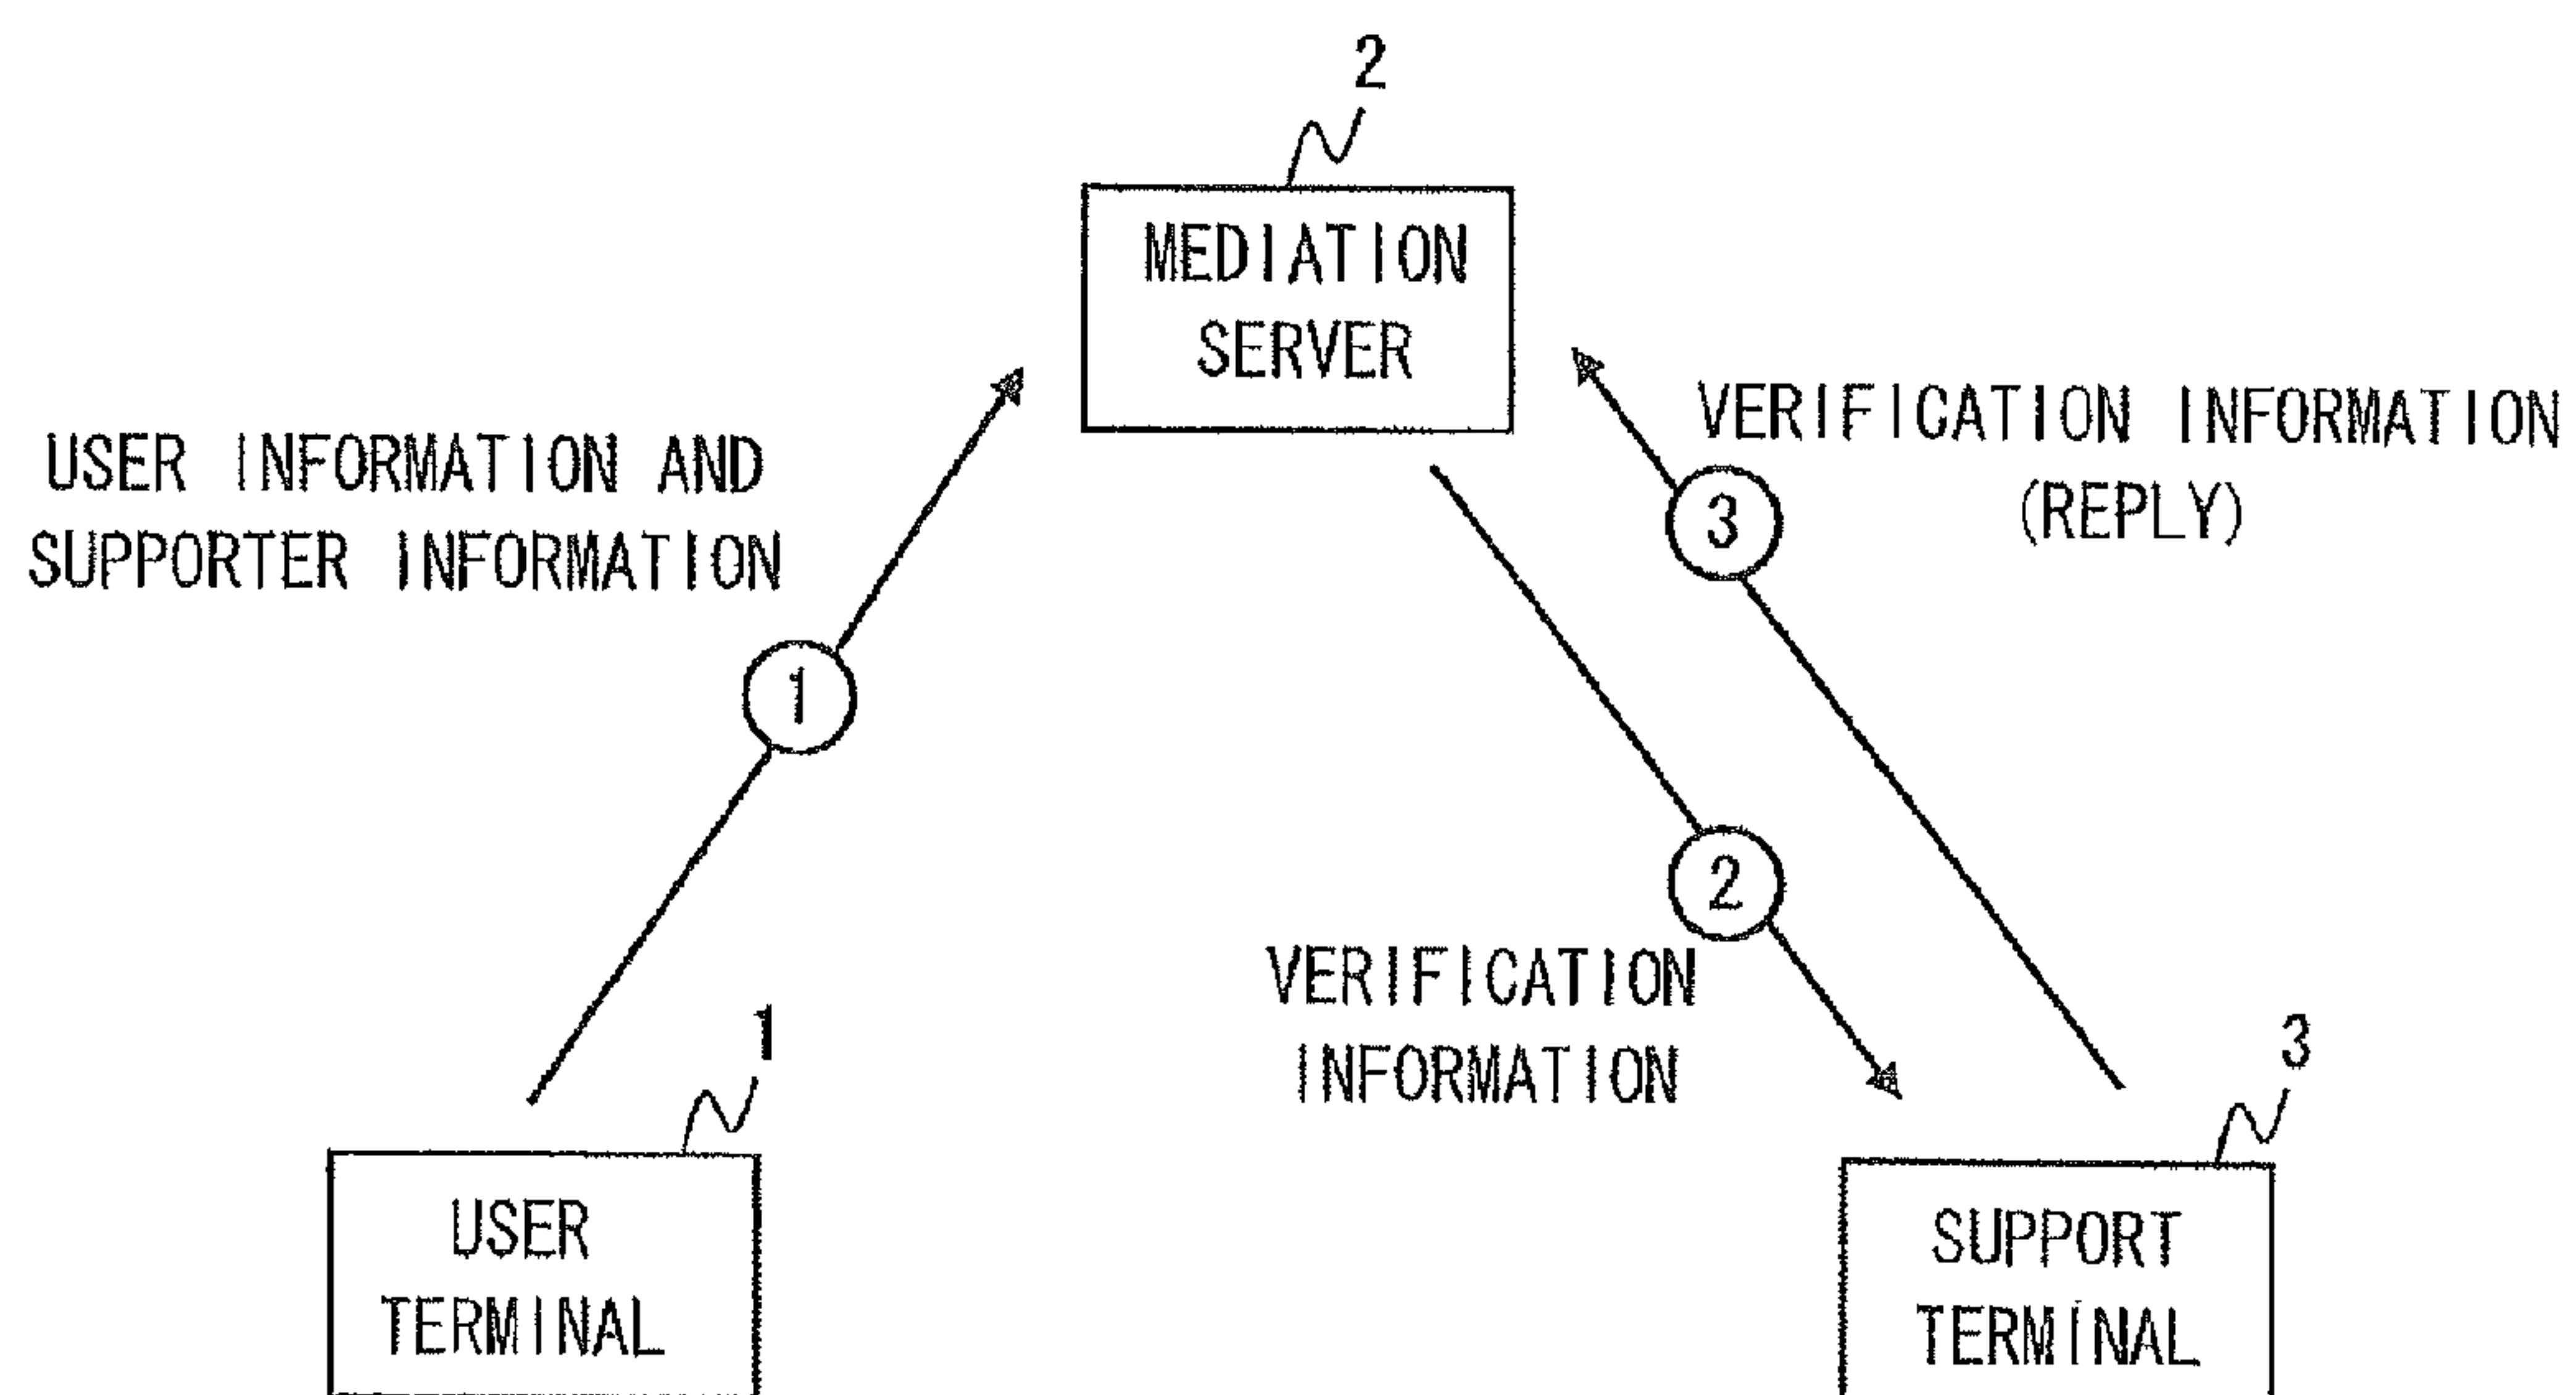 2
MEDIATION
SERVER
USER INFORMATION AND
SUPPORTER INFORMATION
VERIFICATION INFORMATION
(REPLY)
3
1
2
VERIFICATION
INFORMATION
1
3
USER
TERMINAL
SUPPORT
TERMINAL